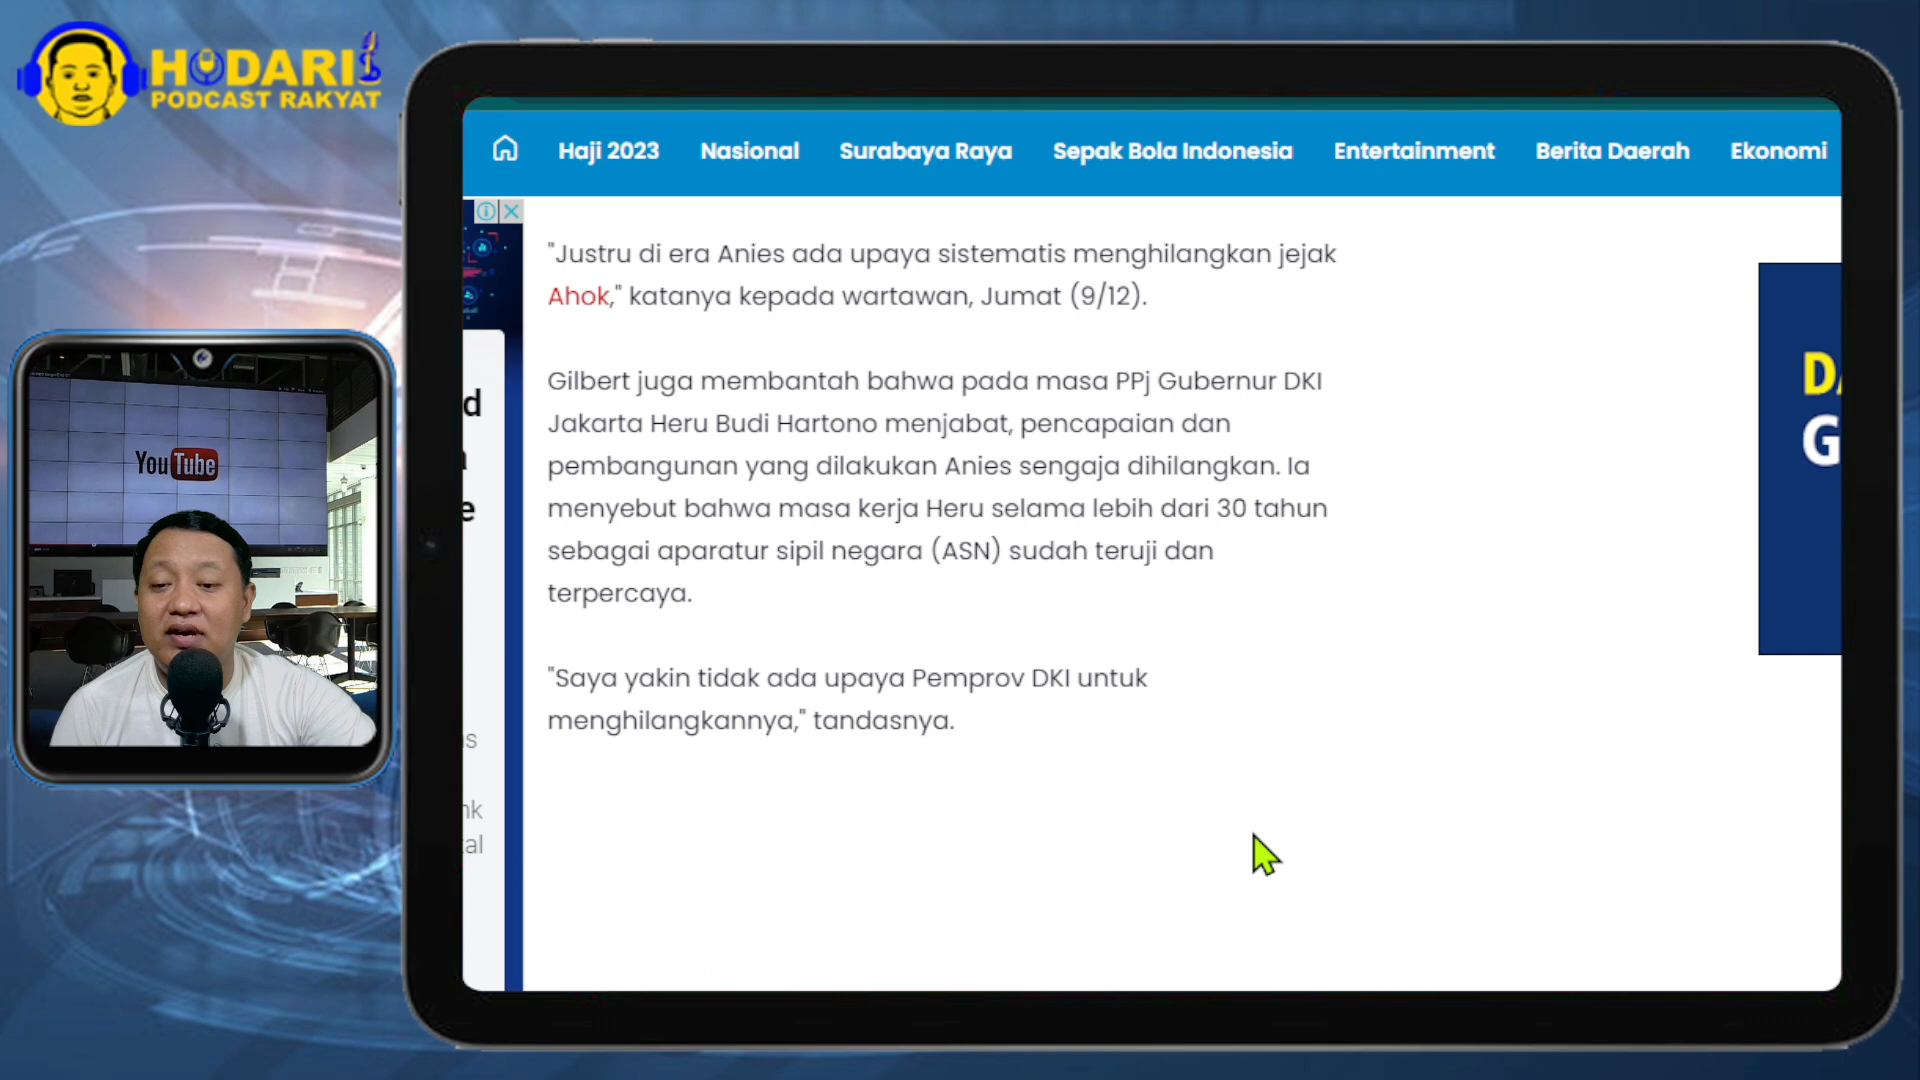 HODARI
PODCAST RAKYAT
YouTube
Haji 2023 Nasional Surabaya Raya Sepak Bola Indonesia Entertainment Berita Daerah Ekonomi
"Justru di era Anies ada upaya sistematis menghilangkan jejak
Ahok," katanya kepada wartawan, Jumat (9/12).
Gilbert juga membantah bahwa pada masa PPj Gubernur DKI
Jakarta Heru Budi Hartono menjabat, pencapaian dan
pembangunan yang dilakukan Anies sengaja dihilangkan. Ia
menyebut bahwa masa kerja Heru selama lebih dari 30 tahun
sebagai aparatur sipil negara (ASN) sudah teruji dan
terpercaya.
"Saya yakin tidak ada upaya Pemprov DKI untuk
menghilangkannya," tandasnya.